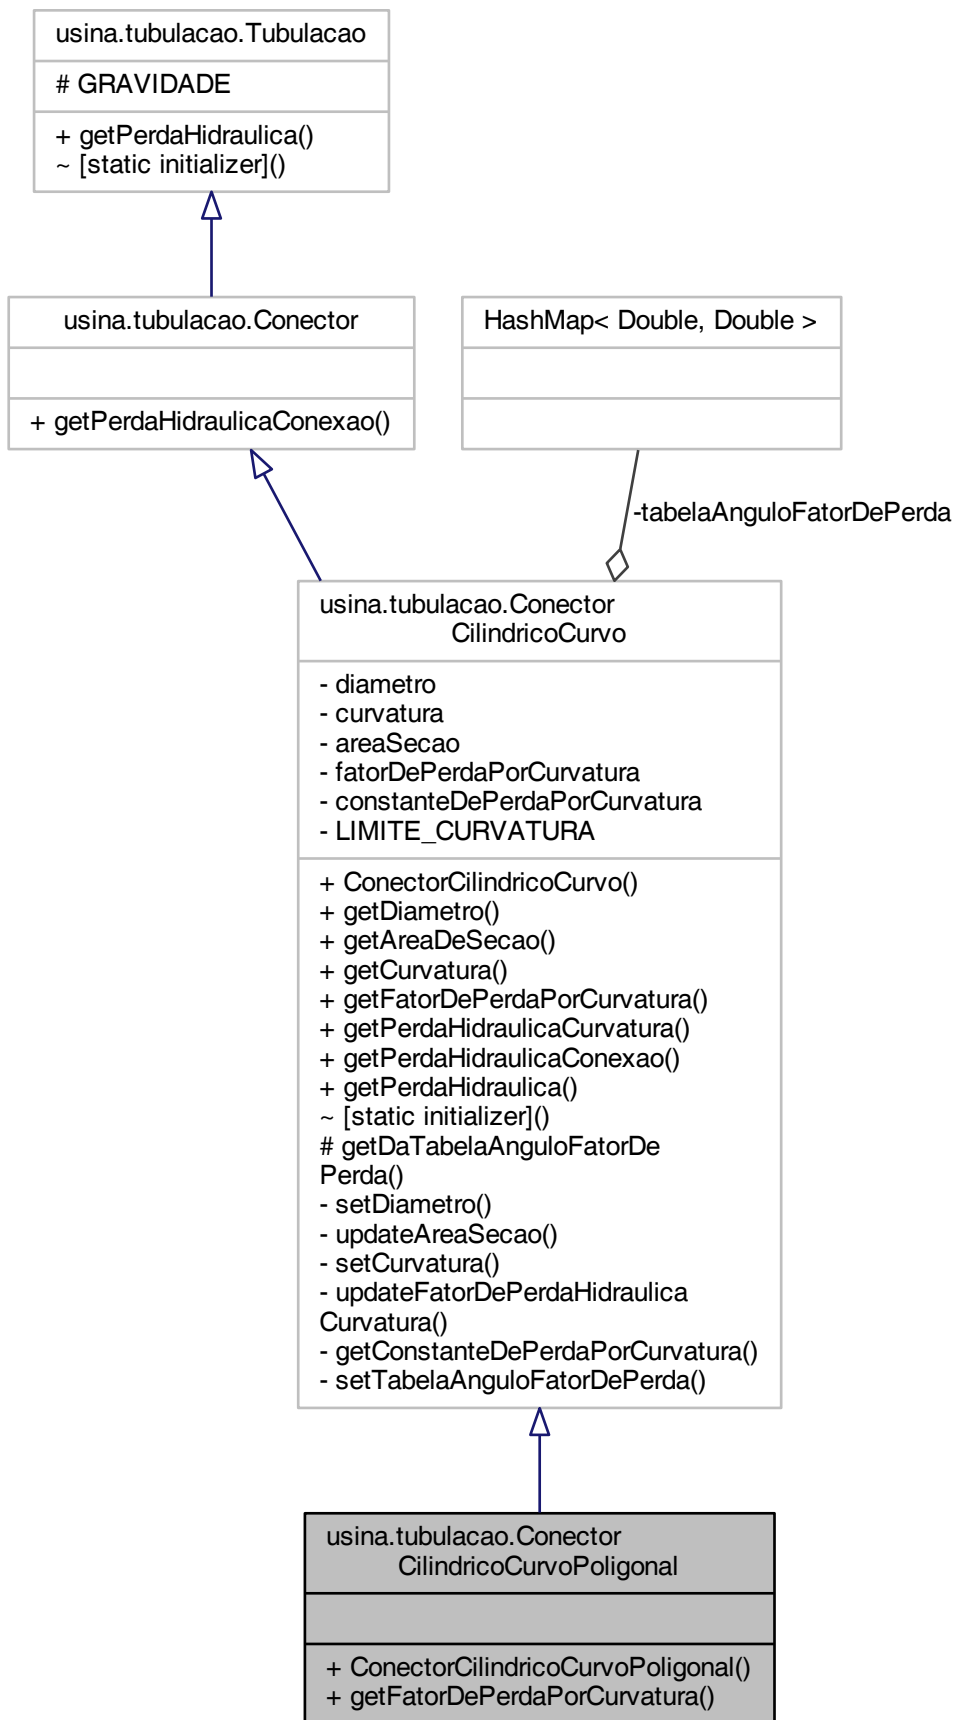 usina.tubulacao.Tubulacao
# GRAVIDADE
+ getPerdaHidraulica()
~ [static initializer]()
usina.tubulacao.Conector
+ getPerdaHidraulicaConexao()
HashMap< Double, Double >
-tabelaAnguloFatorDePerda
usina.tubulacao.Conector
CilindricoCurvo
- diametro
- curvatura
- areaSecao
- fatorDePerdaPorCurvatura
- constanteDePerdaPorCurvatura
- LIMITE_CURVATURA
+ ConectorCilindricoCurvo()
+ getDiametro()
+ getAreaDeSecao()
+ getCurvatura()
+ getFatorDePerdaPorCurvatura()
+ getPerdaHidraulicaCurvatura()
+ getPerdaHidraulicaConexao()
+ getPerdaHidraulica()
~ [static initializer]()
# getDaTabelaAnguloFatorDe
Perda()
- setDiametro()
- updateAreaSecao()
- setCurvatura()
- updateFatorDePerdaHidraulica
Curvatura()
- getConstanteDePerdaPorCurvatura()
- setTabelaAnguloFatorDePerda()
usina.tubulacao.Conector
CilindricoCurvoPoligonal
+ ConectorCilindricoCurvoPoligonal()
+ getFatorDePerdaPorCurvatura()